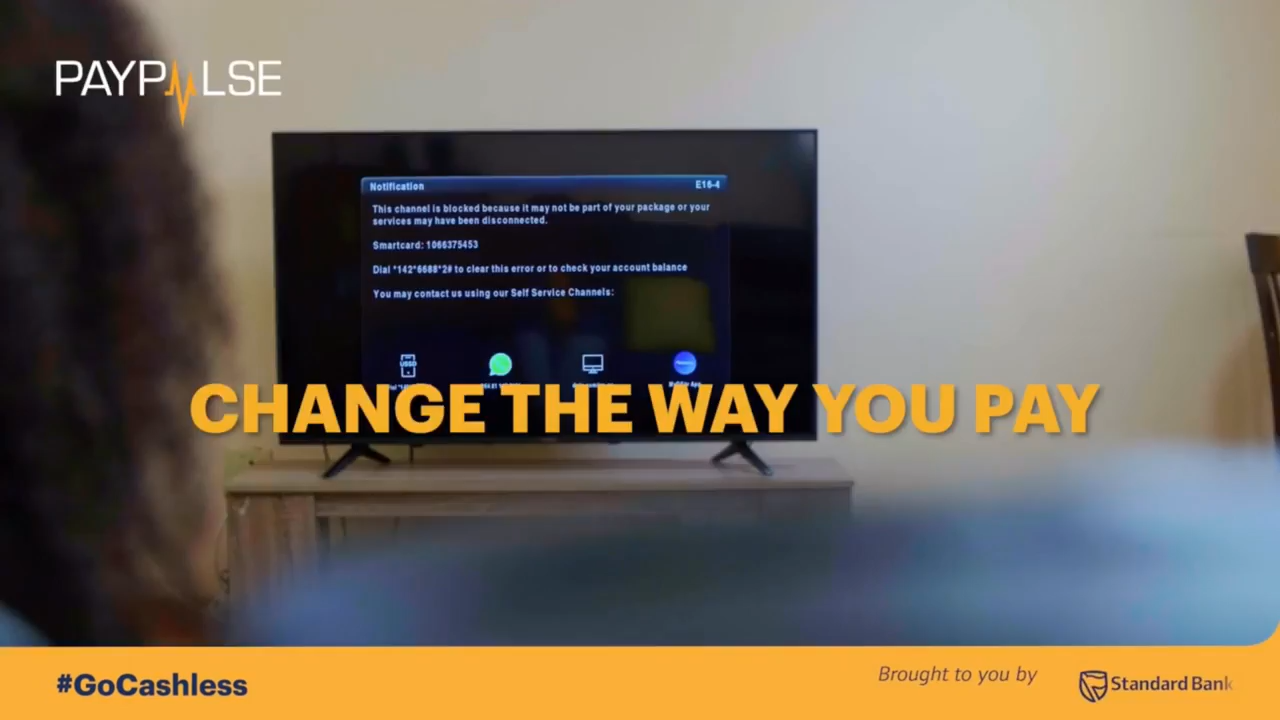 PAYPULSE
Notification E16-4
This channel is blocked because it may not be part of your package or your
services may have been disconnected.
Smartcard: 1066375453
Dial *142*6688*2# to clear this error or to check your account balance
You may contact us using our Self Service Channels:
USSD
CHANGE THE WAY YOU PAY
#GoCashless
Brought to you by
Standard Bank